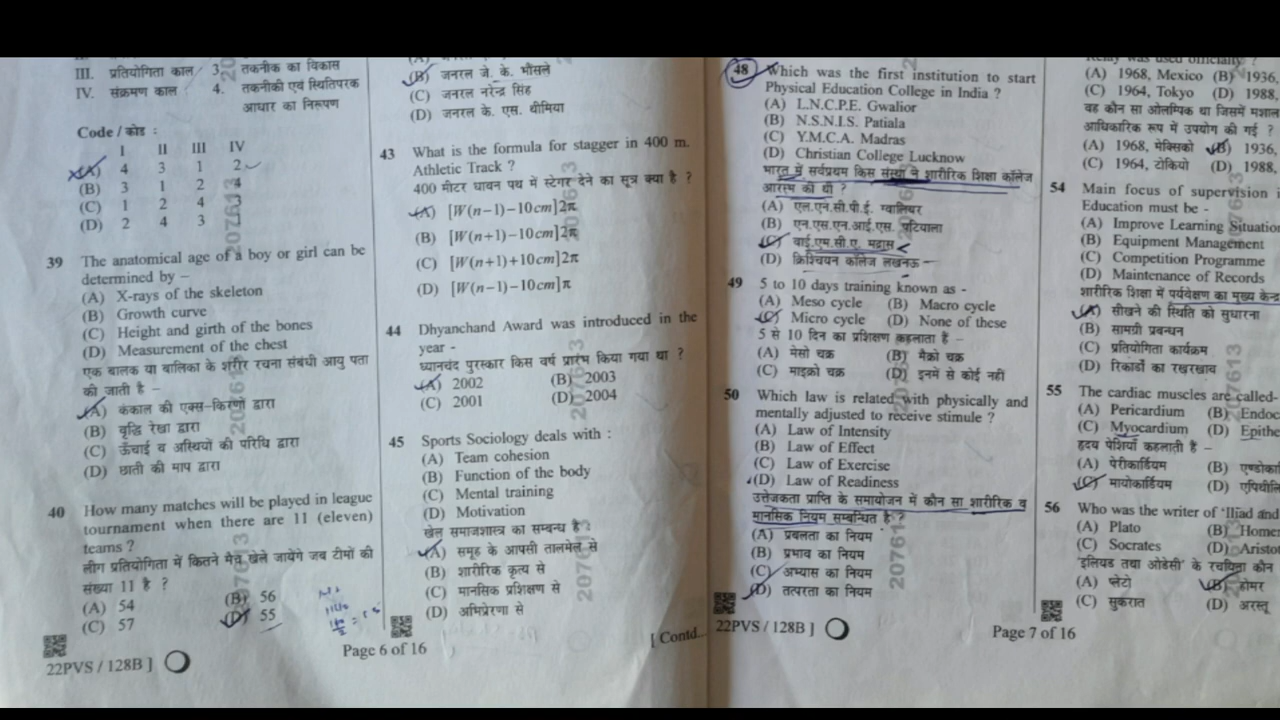 III. प्रतियोगिता काल 3. तकनीक का विकास
IV. संक्रमण काल 4. तकनीकी एवं स्थितिपरक
आधार का निरूपण
Code / कोड :
I II III IV
(A) 4 3 1 2
(B) 3 1 2 4
(C) 1 2 4 3
(D) 2 4 3 1
39 The anatomical age of a boy or girl can be
determined by –
(A) X-rays of the skeleton
(B) Growth curve
(C) Height and girth of the bones
(D) Measurement of the chest
एक बालक या बालिका के शरीर रचना संबंधी आयु पता
की जाती है –
(A) कंकाल की एक्स-किरणों द्वारा
(B) वृद्धि रेखा द्वारा
(C) ऊँचाई व अस्थियों की परिधि द्वारा
(D) छाती की माप द्वारा
40 How many matches will be played in league
tournament when there are 11 (eleven)
teams ?
लीग प्रतियोगिता में कितने मैच खेले जायेंगे जब टीमों की
संख्या 11 है ?
(A) 54 (B) 56
(C) 57 (D) 55
22PVS / 128B ]
(B) जनरल जे. के. भौंसले
(C) जनरल नरेन्द्र सिंह
(D) जनरल के. एस. थीमिया
43 What is the formula for stagger in 400 m.
Athletic Track ?
400 मीटर धावन पथ में स्टेगर देने का सूत्र क्या है ?
(A) [W(n−1)−10cm]2π
(B) [W(n+1)−10cm]2π
(C) [W(n+1)+10cm]2π
(D) [W(n−1)−10cm]π
44 Dhyanchand Award was introduced in the
year -
ध्यानचंद पुरस्कार किस वर्ष प्रारंभ किया गया था ?
(A) 2002 (B) 2003
(C) 2001 (D) 2004
45 Sports Sociology deals with :
(A) Team cohesion
(B) Function of the body
(C) Mental training
(D) Motivation
खेल समाजशास्त्र का सम्बन्ध है :
(A) समूह के आपसी तालमेल से
(B) शारीरिक कृत्य से
(C) मानसिक प्रशिक्षण से
(D) अभिप्रेरणा से
Page 6 of 16
[ Contd...
48 Which was the first institution to start
Physical Education College in India ?
(A) L.N.C.P.E. Gwalior
(B) N.S.N.I.S. Patiala
(C) Y.M.C.A. Madras
(D) Christian College Lucknow
भारत में सर्वप्रथम किस संस्था ने शारीरिक शिक्षा कॉलेज
आरम्भ की थी ?
(A) एल.एन.सी.पी.ई. ग्वालियर
(B) एन.एस.एन.आई.एस. पटियाला
(C) वाई.एम.सी.ए. मद्रास
(D) क्रिश्चियन कॉलेज लखनऊ
49 5 to 10 days training known as -
(A) Meso cycle (B) Macro cycle
(C) Micro cycle (D) None of these
5 से 10 दिन का प्रशिक्षण कहलाता है –
(A) मेसो चक्र (B) मैक्रो चक्र
(C) माइक्रो चक्र (D) इनमें से कोई नहीं
50 Which law is related with physically and
mentally adjusted to receive stimule ?
(A) Law of Intensity
(B) Law of Effect
(C) Law of Exercise
(D) Law of Readiness
उत्तेजकता प्राप्ति के समायोजन में कौन सा शारीरिक व
मानसिक नियम सम्बन्धित है ?
(A) प्रबलता का नियम
(B) प्रभाव का नियम
(C) अभ्यास का नियम
(D) तत्परता का नियम
22PVS / 128B ]
Page 7 of 16
was used officially ?
(A) 1968, Mexico (B) 1936,
(C) 1964, Tokyo (D) 1988,
वह कौन सा ओलम्पिक था जिसमें मशाल
आधिकारिक रूप में उपयोग की गई ?
(A) 1968, मेक्सिको (B) 1936,
(C) 1964, टोकियो (D) 1988,
54 Main focus of supervision
Education must be -
(A) Improve Learning Situation
(B) Equipment Management
(C) Competition Programme
(D) Maintenance of Records
शारीरिक शिक्षा में पर्यवेक्षण का मुख्य
(A) सीखने की स्थिति को सुधारना
(B) सामग्री प्रबन्धन
(C) प्रतियोगिता कार्यक्रम
(D) रिकार्डों का रखरखाव
55 The cardiac muscles are called-
(A) Pericardium (B) Endoc
(C) Myocardium (D) Epithe
हृदय पेशियाँ कहलाती हैं –
(A) पेरीकार्डियम (B) एण्डोका
(C) मायोकार्डियम (D) एपिथीलि
56 Who was the writer of 'Iliad and
(A) Plato (B) Homer
(C) Socrates (D) Aristot
'इलियड तथा ओडेसी' के रचयिता कौन
(A) प्लेटो (B) होमर
(C) सुकरात (D) अरस्तू
207613
207613
207613
207613
207613
207613